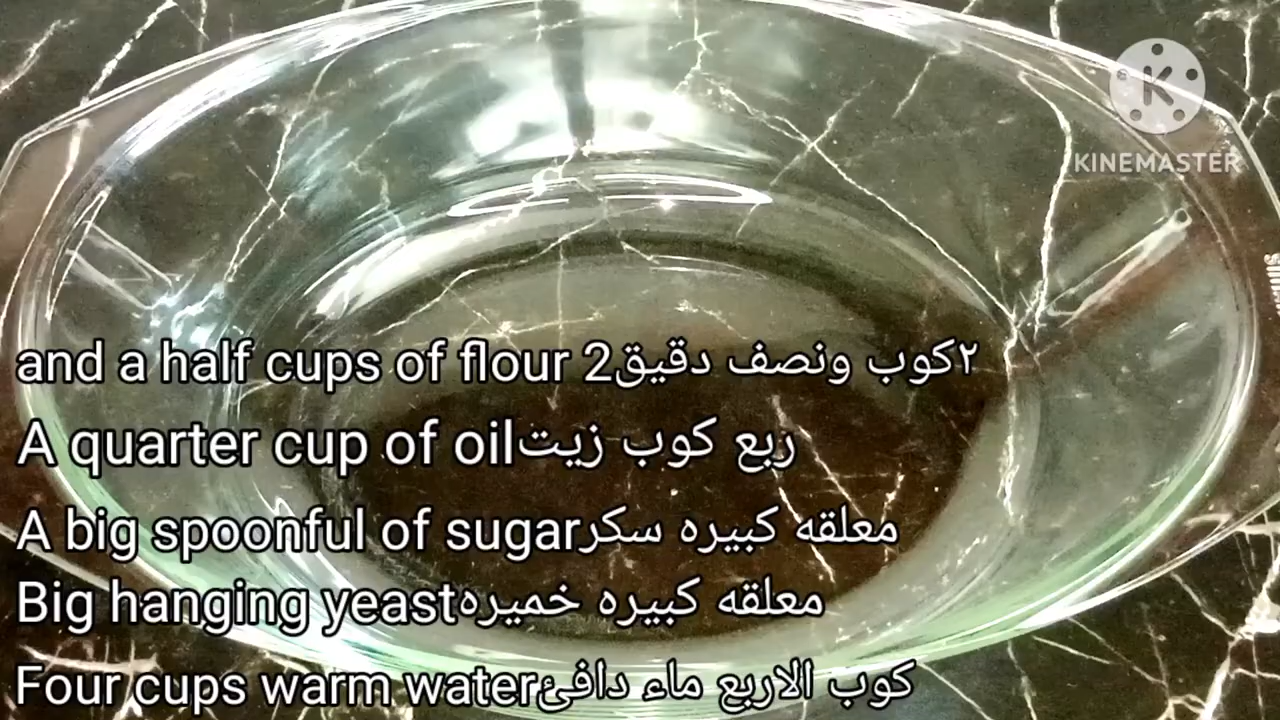 KINEMASTER
and a half cups of flour 2٢كوب ونصف دقيق
A quarter cup of oilربع كوب زيت
A big spoonful of sugarمعلقه كبيره سكر
Big hanging yeastمعلقه كبيره خميره
Four cups warm waterكوب الاربع ماء دافئ